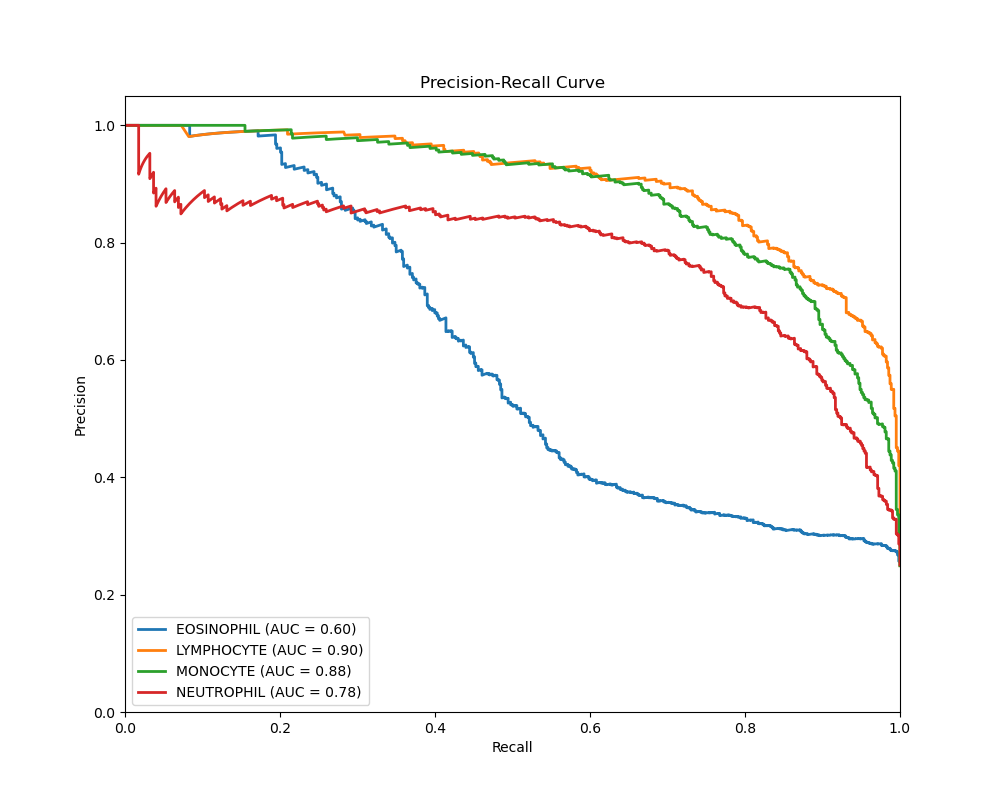 Precision-Recall Curve
1.0
0.8
0.6
0.4
0.2
0.0
Precision
EOSINOPHIL (AUC = 0.60)
LYMPHOCYTE (AUC = 0.90)
MONOCYTE (AUC = 0.88)
NEUTROPHIL (AUC = 0.78)
0.0 0.2 0.4 0.6 0.8 1.0
Recall